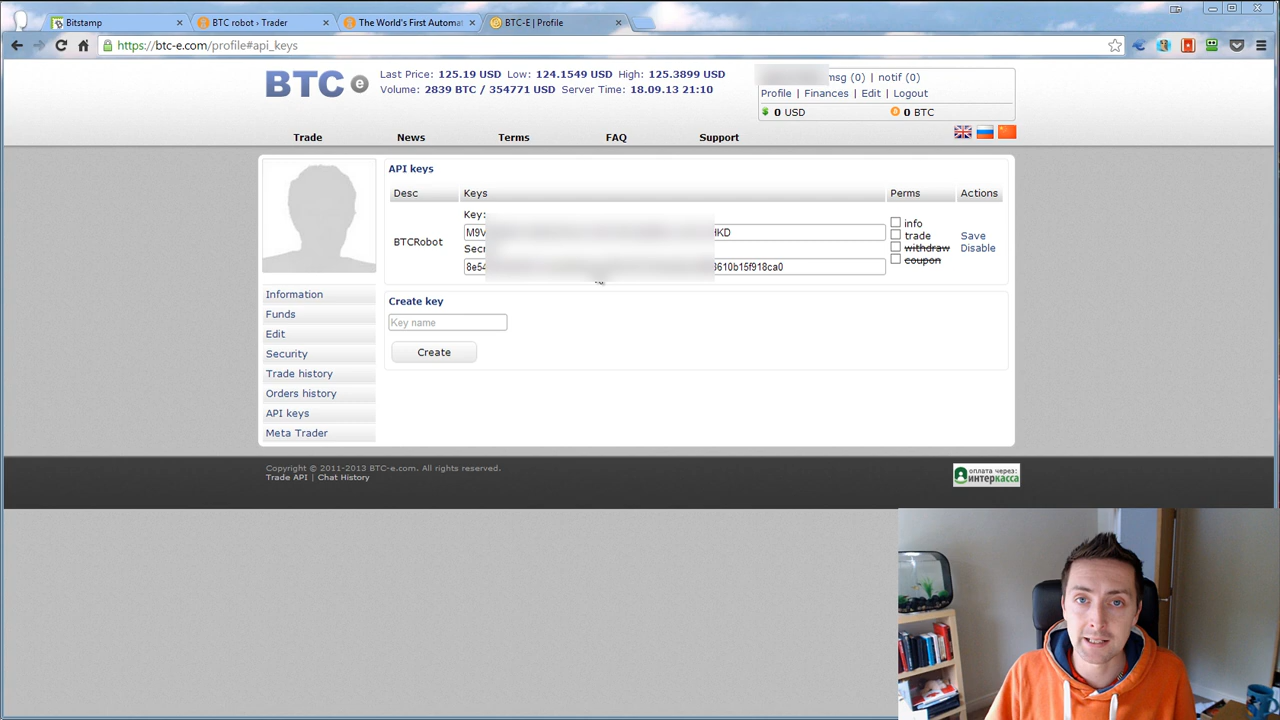 Bitstamp
BTC robot › Trader
The World's First Automat
BTC-E | Profile
https://btc-e.com/profile#api_keys
BTC e
Last Price: 125.19 USD Low: 124.1549 USD High: 125.3899 USD
Volume: 2839 BTC / 354771 USD Server Time: 18.09.13 21:10
msg (0) | notif (0)
Profile | Finances | Edit | Logout
0 USD 0 BTC
Trade News Terms FAQ Support
API keys
Desc Keys Perms Actions
Key:
BTCRobot
M9V HKD
Secr
8e54 610b15f918ca0
info
trade
withdraw
coupon
Save
Disable
Create key
Key name
Create
Information
Funds
Edit
Security
Trade history
Orders history
API keys
Meta Trader
Copyright © 2011-2013 BTC-e.com. All rights reserved.
Trade API | Chat History
оплата через:
интеркасса